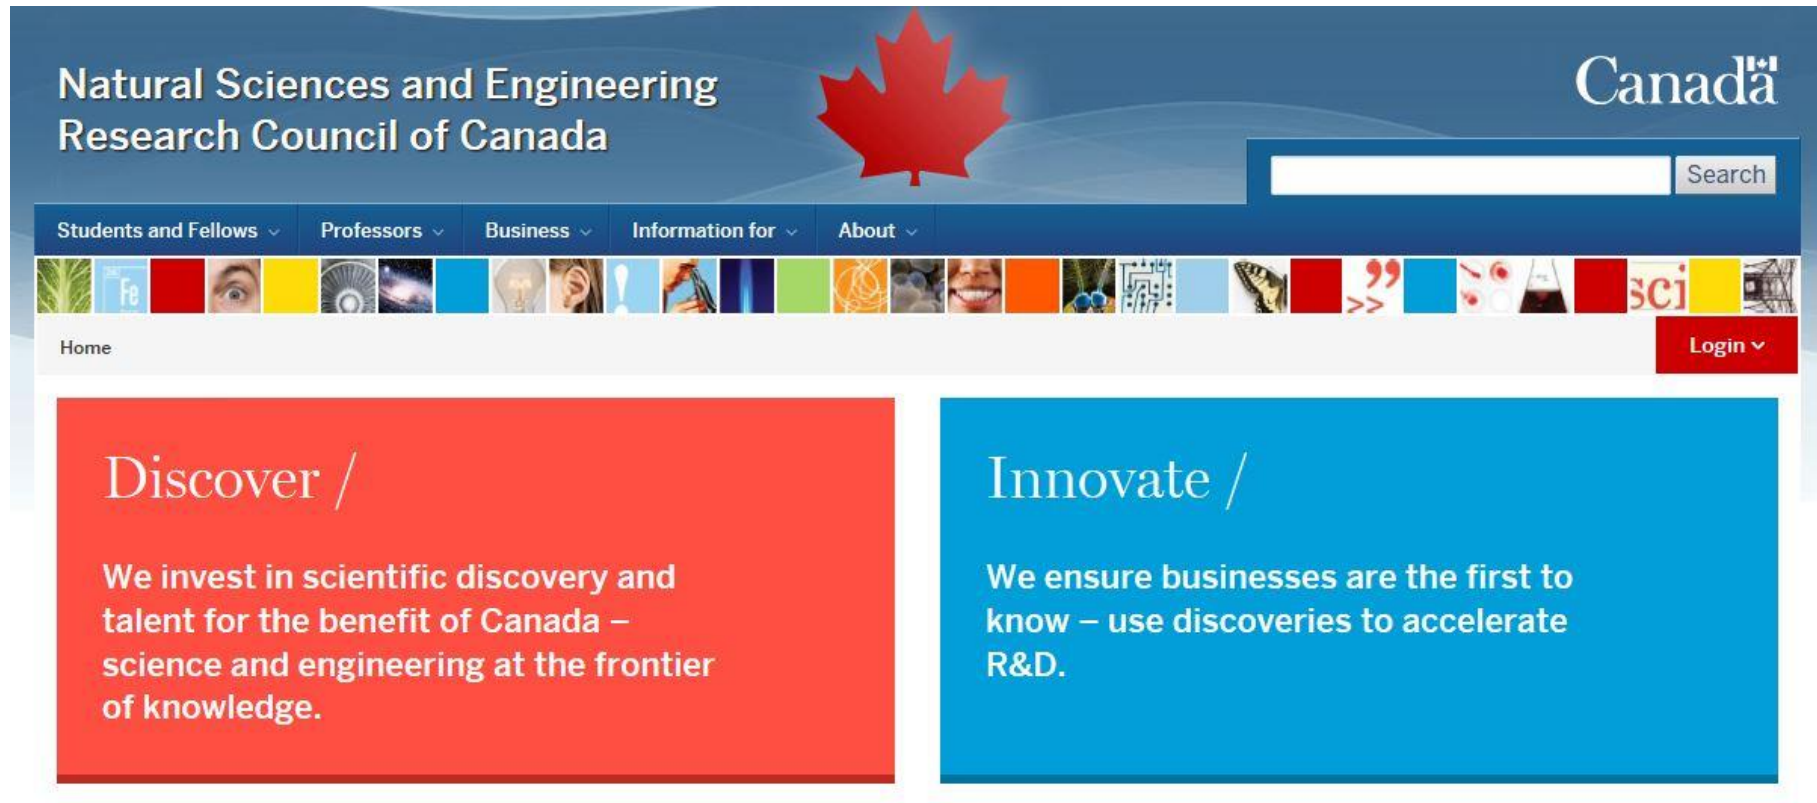 Natural Sciences and Engineering
Research Council of Canada
Canada
Search
Students and Fellows
Professors
Business
Information for
About
Fe
!
”
>>
sci
Home
Login
Discover /
We invest in scientific discovery and
talent for the benefit of Canada –
science and engineering at the frontier
of knowledge.
Innovate /
We ensure businesses are the first to
know – use discoveries to accelerate
R&D.